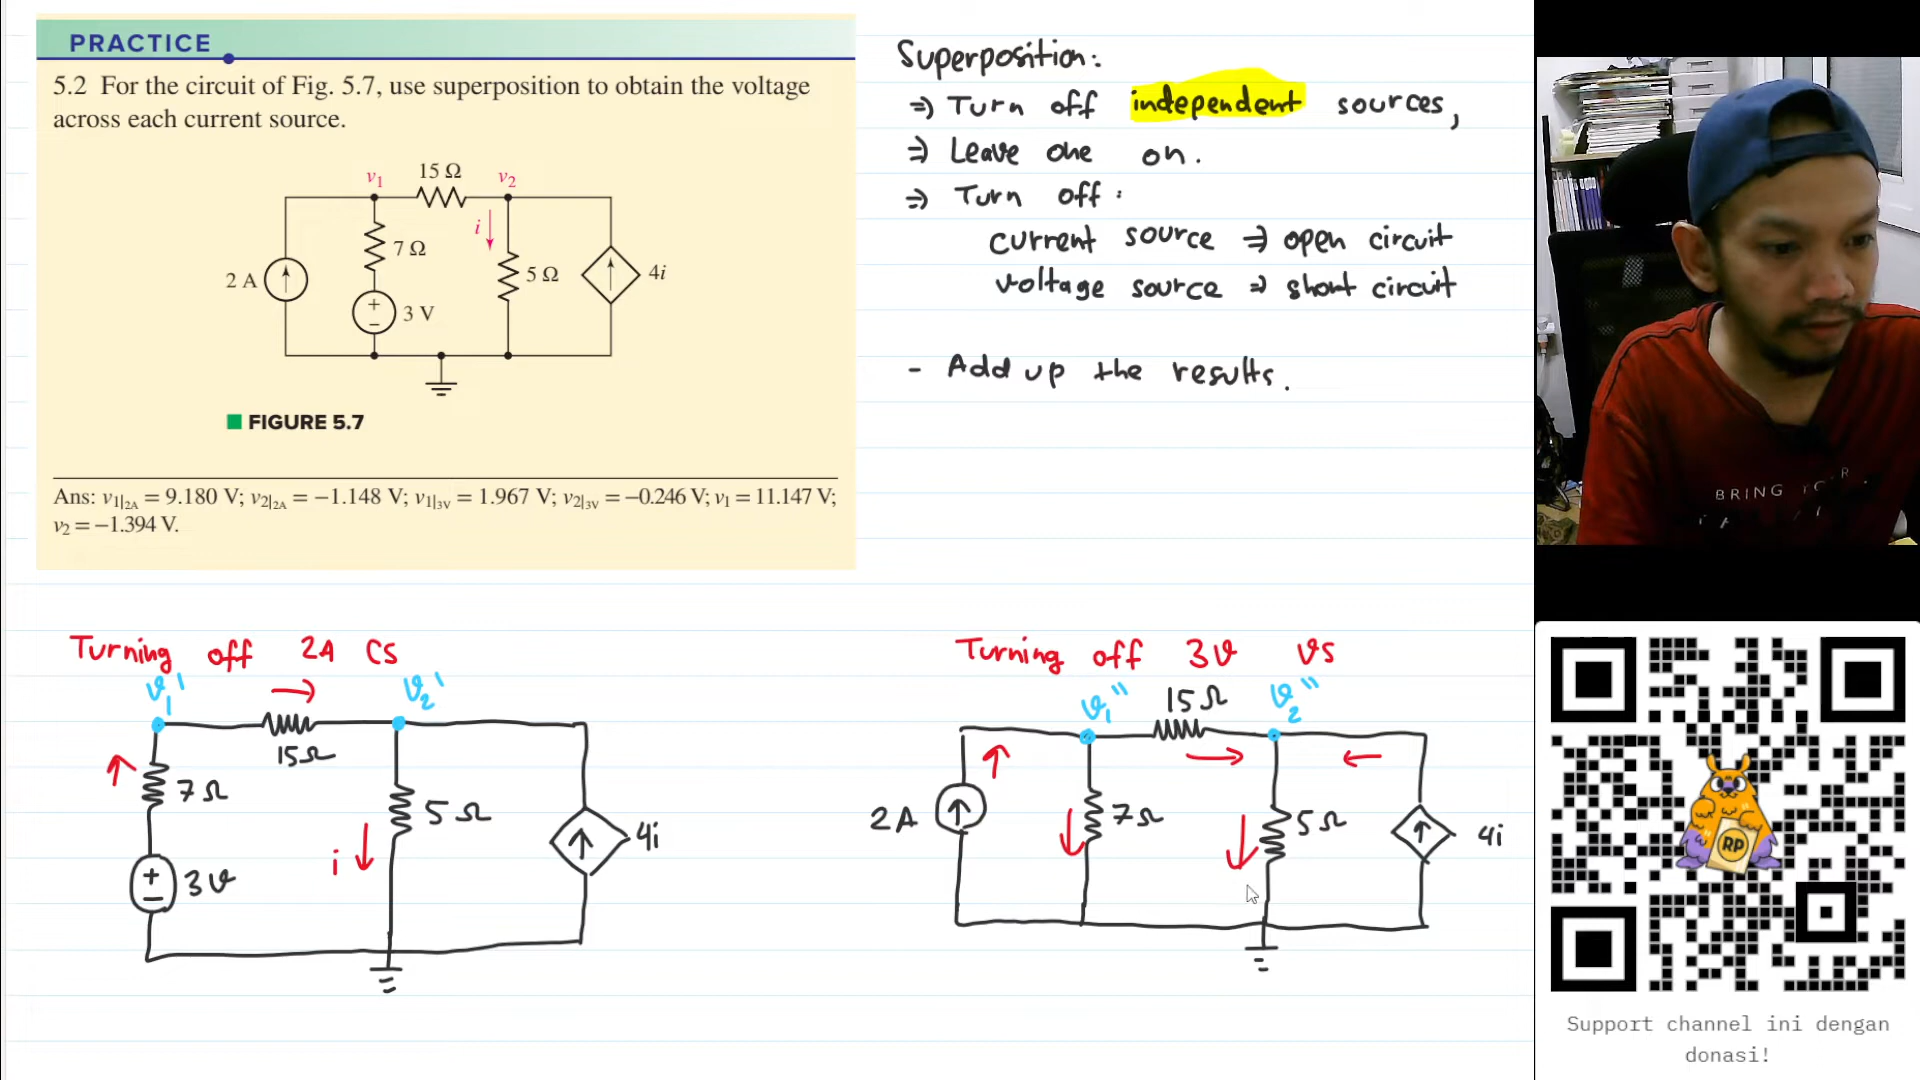 PRACTICE
5.2 For the circuit of Fig. 5.7, use superposition to obtain the voltage
across each current source.
v1 15 Ω v2
i
7 Ω
2 A
5 Ω
4i
+
−
3 V
FIGURE 5.7
Ans: v1|2A = 9.180 V; v2|2A = −1.148 V; v1|3V = 1.967 V; v2|3V = −0.246 V; v1 = 11.147 V;
v2 = −1.394 V.
Superposition:
⇒ Turn off independent sources,
⇒ Leave one on.
⇒ Turn off:
current source ⇒ open circuit
voltage source ⇒ short circuit
- Add up the results.
Turning off 2A CS
v1' v2'
15Ω
7Ω
5Ω
4i
i
+
−
3v
Turning off 3v vs
v1'' 15Ω v2''
2A
7Ω
5Ω
4i
BRING
RP
Support channel ini dengan
donasi!